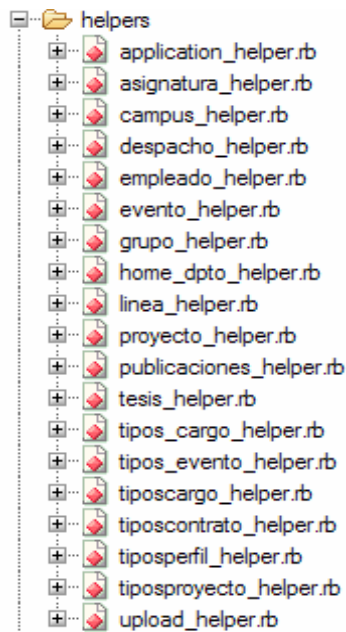 helpers
application_helper.rb
asignatura_helper.rb
campus_helper.rb
despacho_helper.rb
empleado_helper.rb
evento_helper.rb
grupo_helper.rb
home_dpto_helper.rb
linea_helper.rb
proyecto_helper.rb
publicaciones_helper.rb
tesis_helper.rb
tipos_cargo_helper.rb
tipos_evento_helper.rb
tiposcargo_helper.rb
tiposcontrato_helper.rb
tiposperfil_helper.rb
tiposproyecto_helper.rb
upload_helper.rb